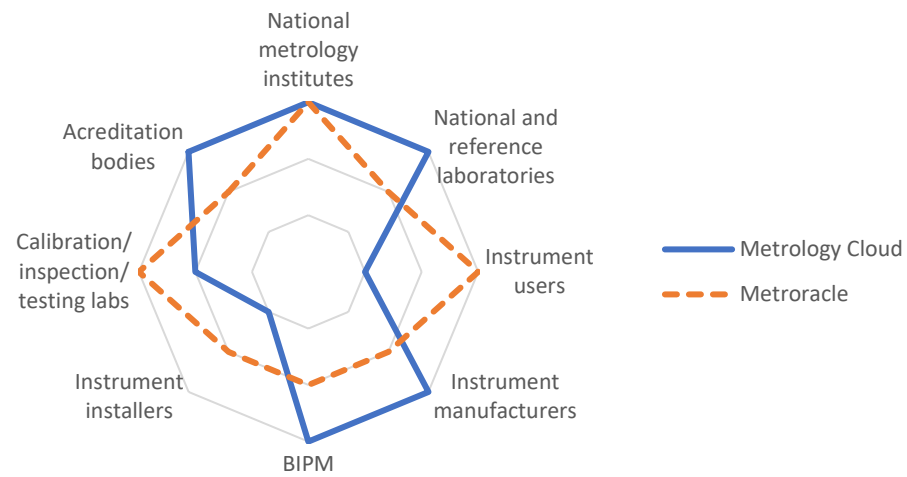 National
metrology
institutes
National and
reference
laboratories
Instrument
users
Instrument
manufacturers
BIPM
Instrument
installers
Calibration/
inspection/
testing labs
Acreditation
bodies
Metrology Cloud
Metroracle